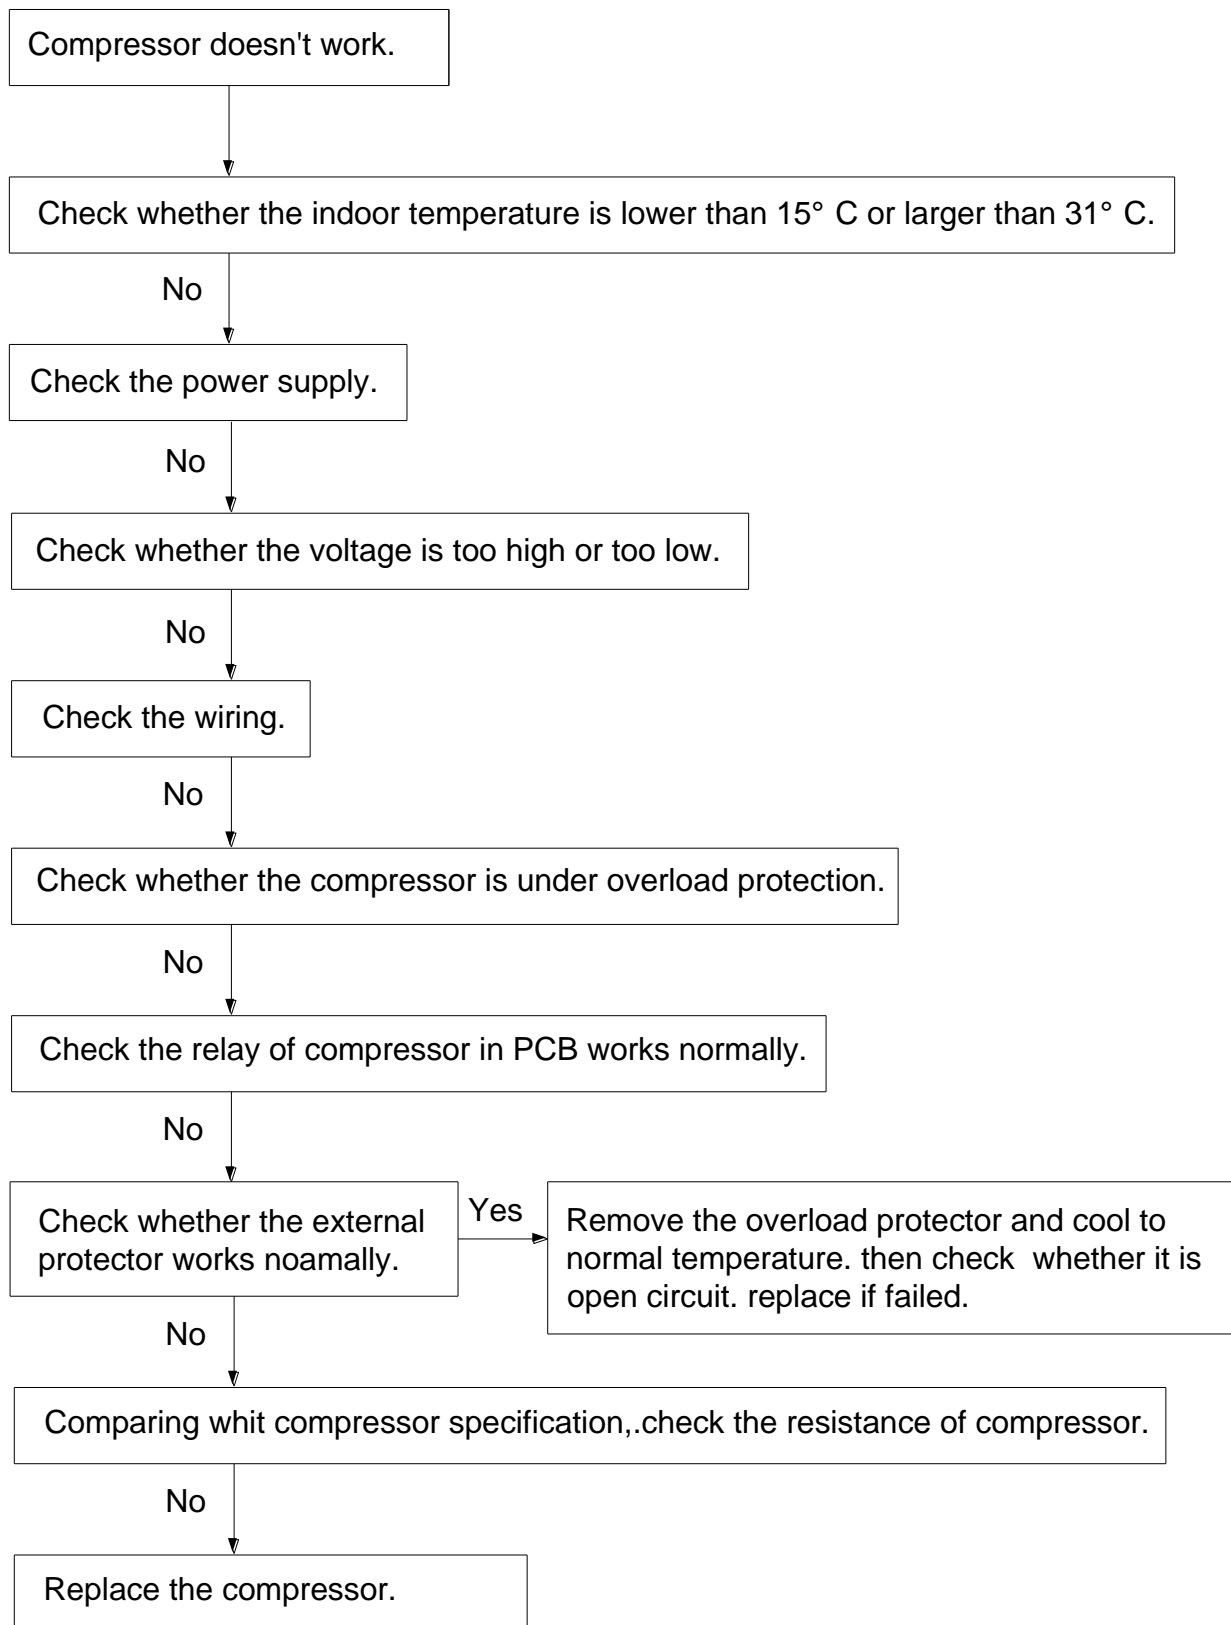 Compressor doesn't work.
Check whether the indoor temperature is lower than 15° C or larger than 31° C.
No
Check the power supply.
No
Check whether the voltage is too high or too low.
No
Check the wiring.
No
Check whether the compressor is under overload protection.
No
Check the relay of compressor in PCB works normally.
No
Check whether the external
protector works noamally.
Yes
Remove the overload protector and cool to
normal temperature. then check  whether it is
open circuit. replace if failed.
No
Comparing whit compressor specification,.check the resistance of compressor.
No
Replace the compressor.